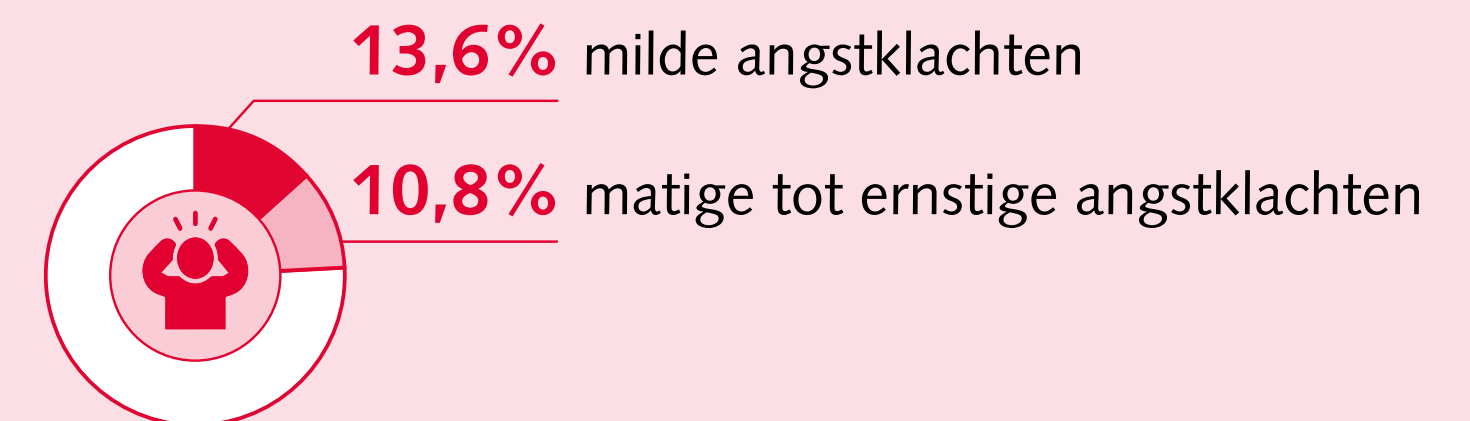 13,6% milde angstklachten
10,8% matige tot ernstige angstklachten